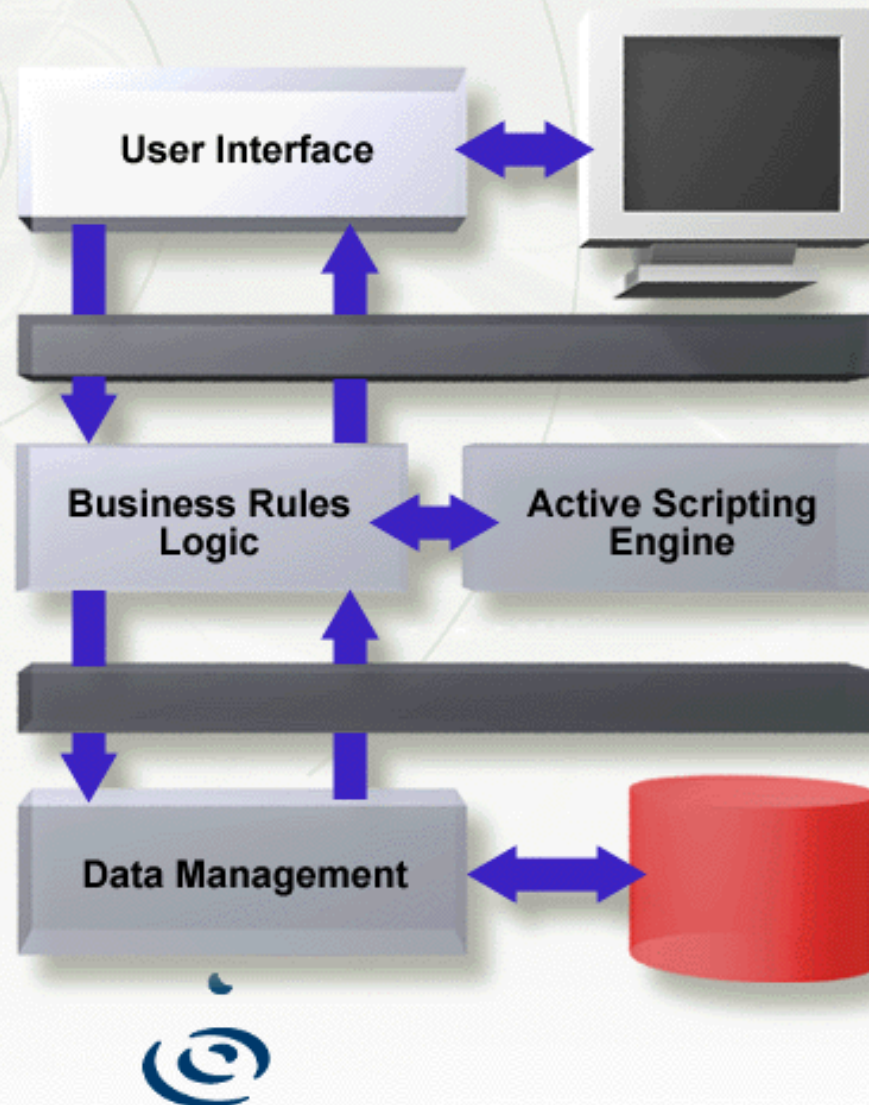 User Interface
Business Rules
Logic
Active Scripting
Engine
Data Management